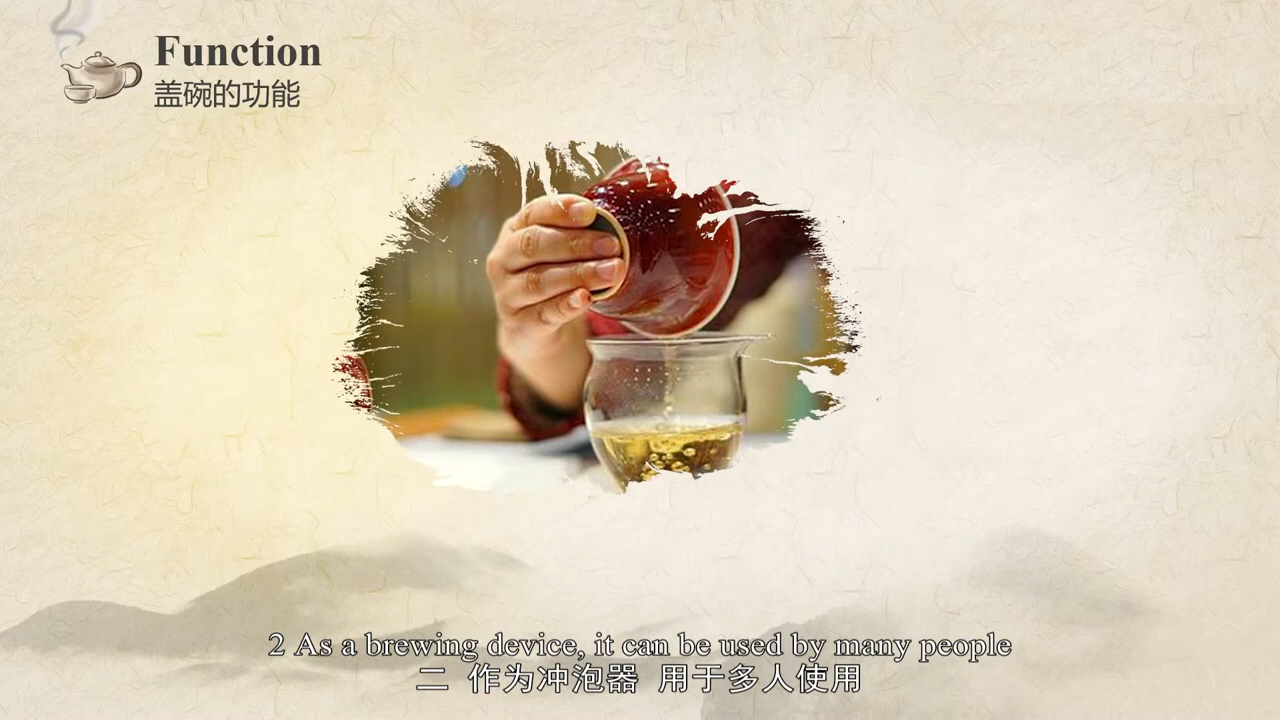 Function
盖碗的功能
2 As a brewing device, it can be used by many people
二 作为冲泡器 用于多人使用